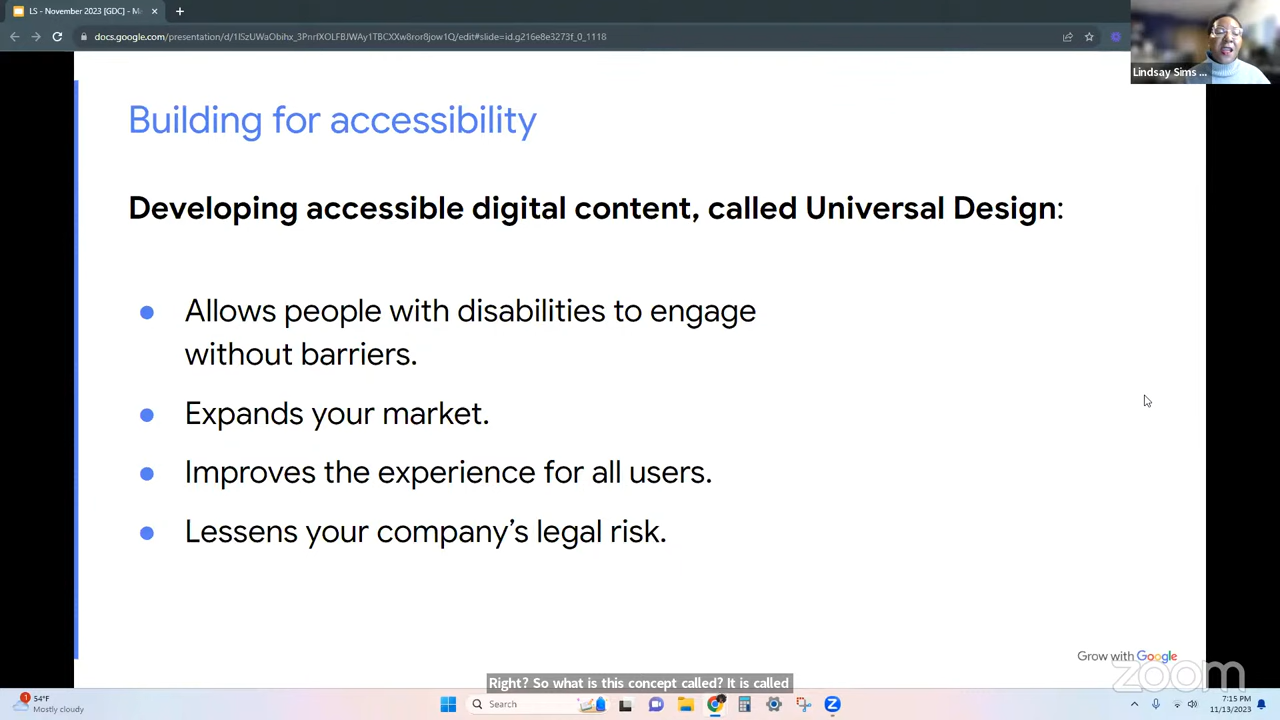 LS - November 2023 [GDC] - M
docs.google.com/presentation/d/1lSzUWaObihx_3PnrfXOLFBJWAy1TBCXXw8ror8jow1Q/edit#slide=id.g216e8e3273f_0_1118
Lindsay Sims ...
Building for accessibility
Developing accessible digital content, called Universal Design:
Allows people with disabilities to engage
without barriers.
Expands your market.
Improves the experience for all users.
Lessens your company's legal risk.
Grow with Google
zoom
Right? So what is this concept called? It is called
1
54°F
Mostly cloudy
Search
7:15 PM
11/13/2023